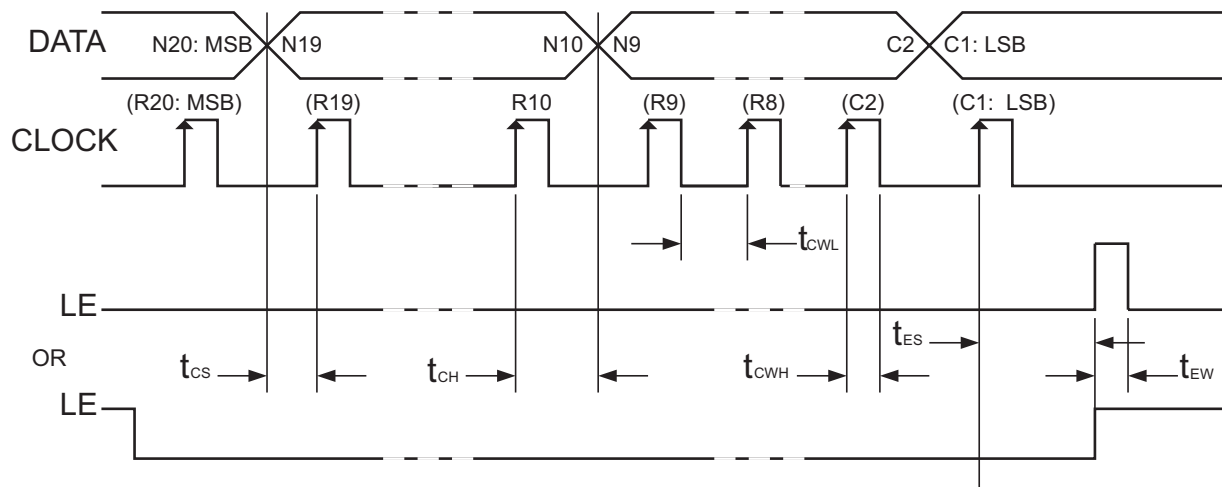 DATA N20: MSB N19 N10 N9 C2 C1: LSB
(R20: MSB) (R19) R10 (R9) (R8) (C2) (C1: LSB)
CLOCK
tCWL
LE
tES
OR
tCS tCH tCWH tEW
LE